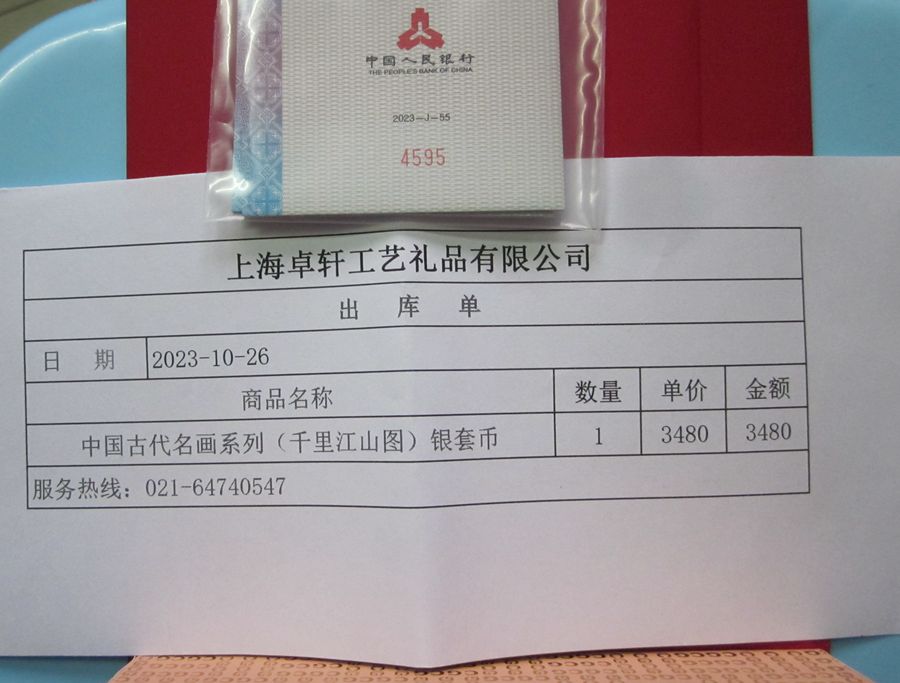 中国人民银行
THE PEOPLE'S BANK OF CHINA
2023-J-55
4595
上海卓轩工艺礼品有限公司
出 库 单
日 期 2023-10-26
商品名称 数量 单价 金额
中国古代名画系列（千里江山图）银套币 1 3480 3480
服务热线：021-64740547